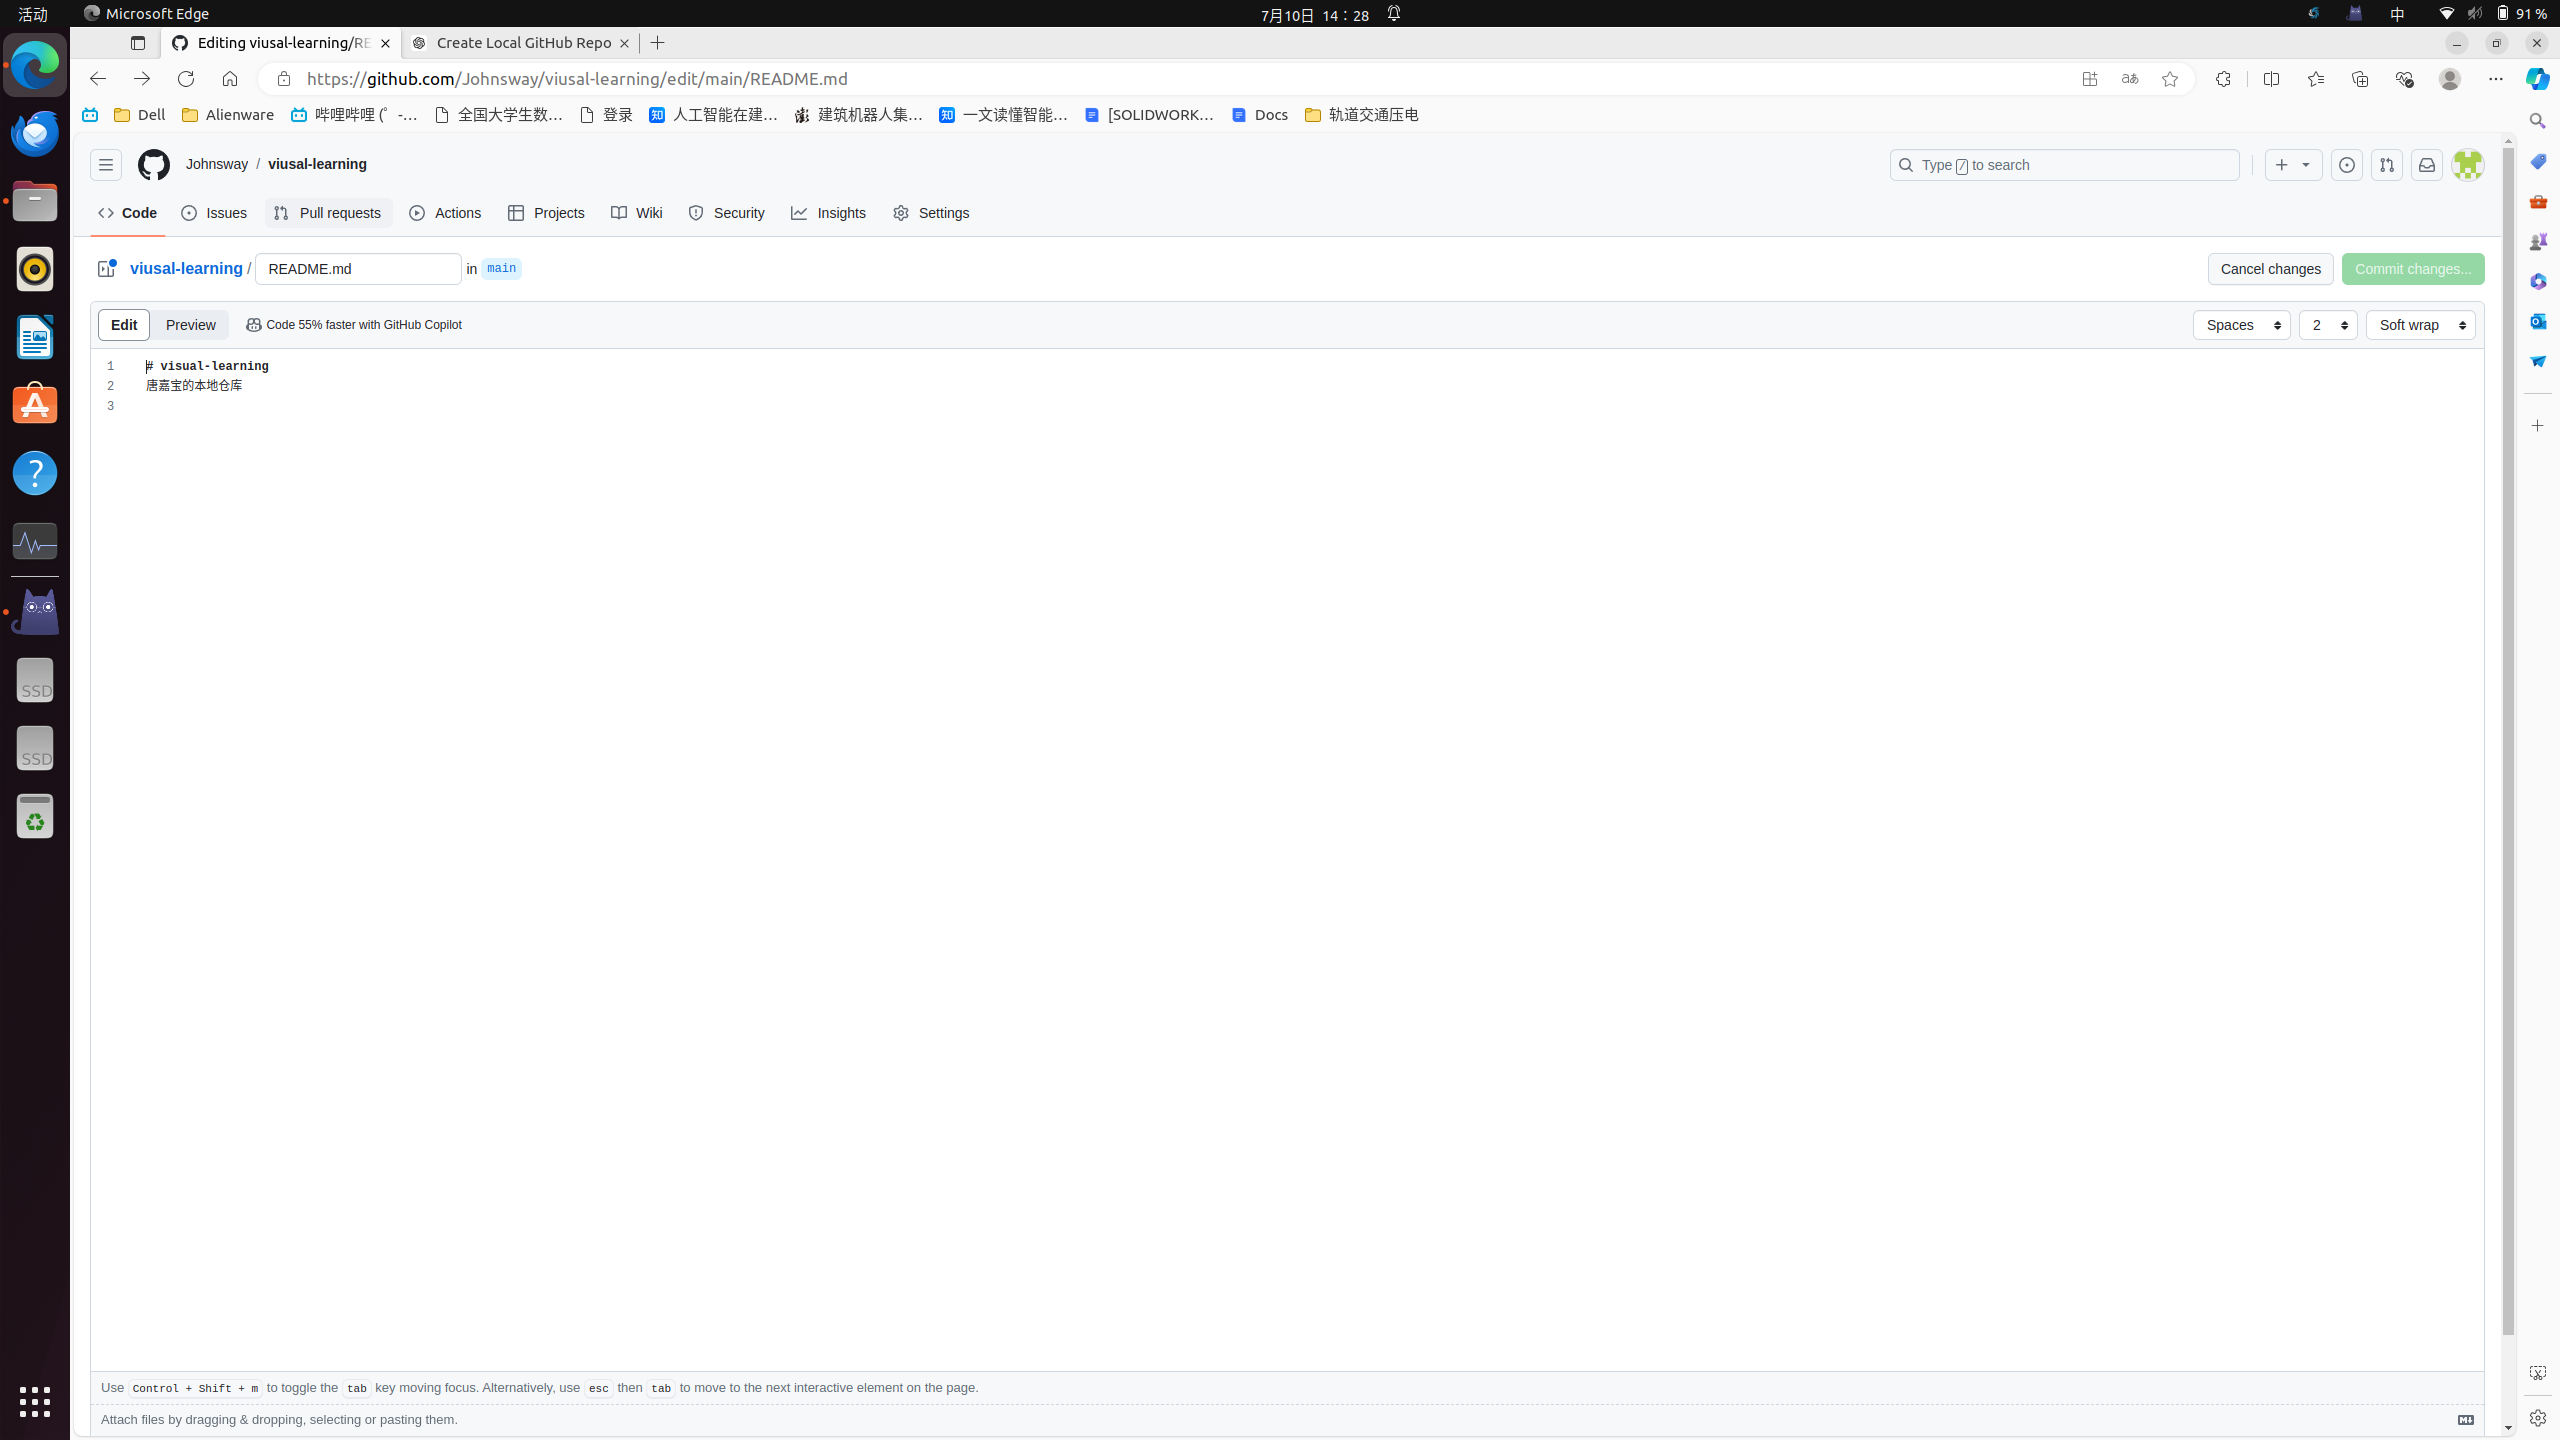 活动
Microsoft Edge
7月10日 14：28
中
91 %
Editing viusal-learning/RE
Create Local GitHub Repo
https://github.com/Johnsway/viusal-learning/edit/main/README.md
Dell
Alienware
哔哩哔哩 (゜-…
全国大学生数…
登录
知 人工智能在建…
建筑机器人集…
知 一文读懂智能…
[SOLIDWORK…
Docs
轨道交通压电
Johnsway / viusal-learning
Type / to search
Code
Issues
Pull requests
Actions
Projects
Wiki
Security
Insights
Settings
viusal-learning / README.md in main
Cancel changes
Commit changes...
Edit
Preview
Code 55% faster with GitHub Copilot
Spaces
2
Soft wrap
1 # visual-learning
2 唐嘉宝的本地仓库
3
SSD
SSD
Use Control + Shift + m to toggle the tab key moving focus. Alternatively, use esc then tab to move to the next interactive element on the page.
Attach files by dragging & dropping, selecting or pasting them.